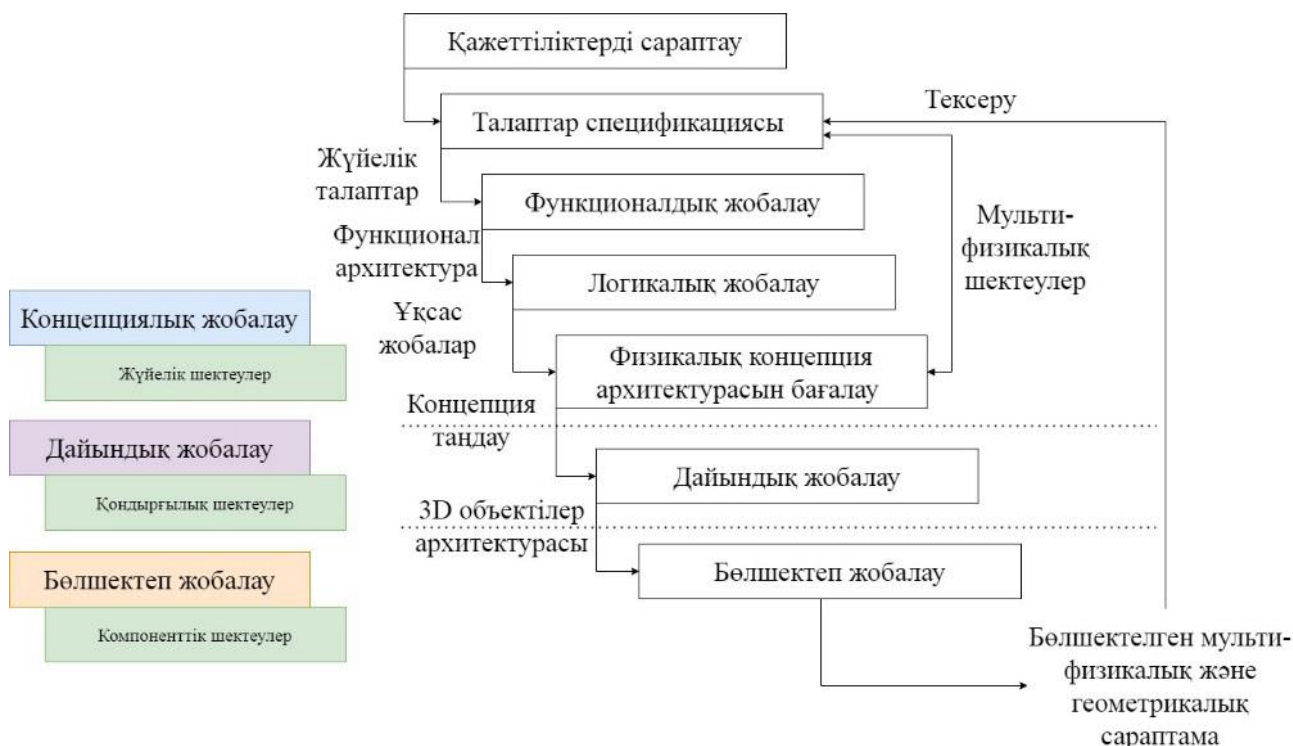 Қажеттіліктерді сараптау
Тексеру
Талаптар спецификациясы
Жүйелік
талаптар
Функционалдық жобалау
Мульти-
физикалық
шектеулер
Функционал
архитектура
Логикалық жобалау
Ұқсас
жобалар
Физикалық концепция
архитектурасын бағалау
Концепция
таңдау
Дайындық жобалау
3D объектілер
архитектурасы
Бөлшектеп жобалау
Бөлшектелген мульти-
физикалық және
геометрикалық
сараптама
Концепциялық жобалау
Жүйелік шектеулер
Дайындық жобалау
Қондырғылық шектеулер
Бөлшектеп жобалау
Компоненттік шектеулер